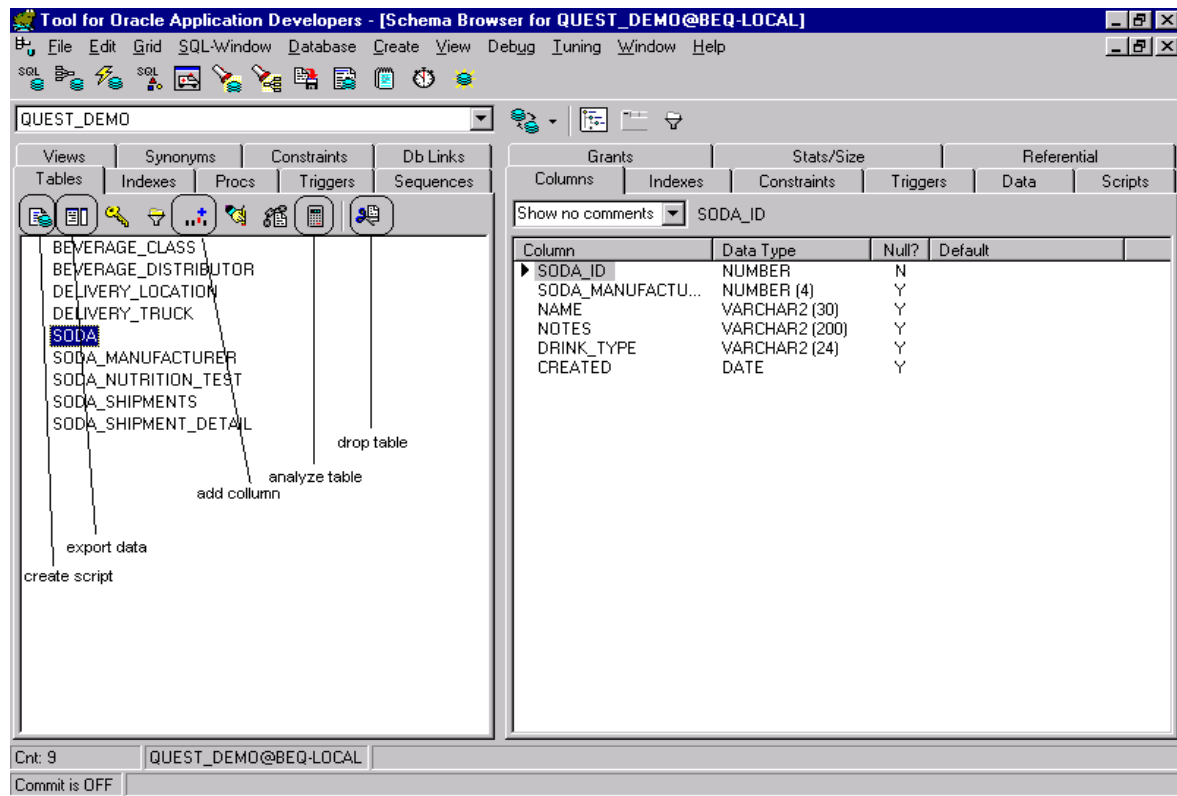 Tool for Oracle Application Developers - [Schema Browser for QUEST_DEMO@BEQ-LOCAL]
File Edit Grid SQL-Window Database Create View Debug Tuning Window Help
SQL SQL
QUEST_DEMO
Views Synonyms Constraints Db Links
Tables Indexes Procs Triggers Sequences
BEVERAGE_CLASS
BEVERAGE_DISTRIBUTOR
DELIVERY_LOCATION
DELIVERY_TRUCK
SODA
SODA_MANUFACTURER
SODA_NUTRITION_TEST
SODA_SHIPMENTS
SODA_SHIPMENT_DETAIL
drop table
analyze table
add collumn
export data
create script
Grants Stats/Size Referential
Columns Indexes Constraints Triggers Data Scripts
Show no comments SODA_ID
Column Data Type Null? Default
SODA_ID NUMBER N
SODA_MANUFACTU... NUMBER (4) Y
NAME VARCHAR2 (30) Y
NOTES VARCHAR2 (200) Y
DRINK_TYPE VARCHAR2 (24) Y
CREATED DATE Y
Cnt: 9 QUEST_DEMO@BEQ-LOCAL
Commit is OFF